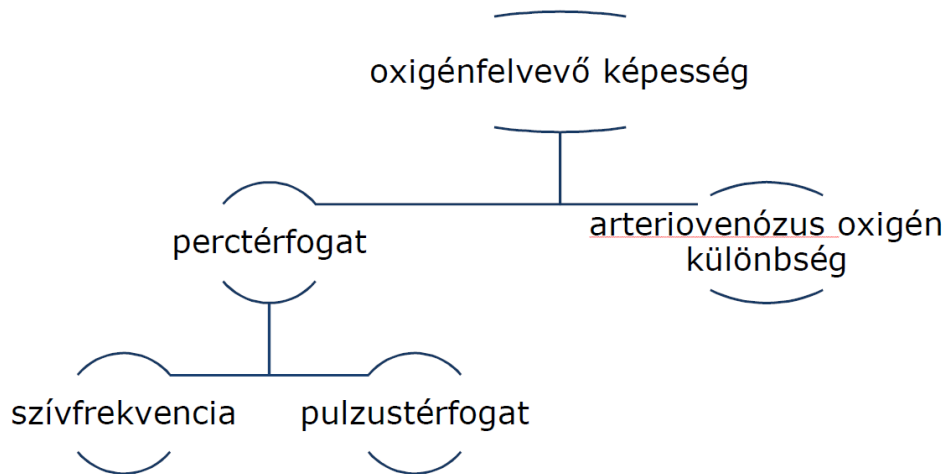 oxigénfelvevő képesség
perctérfogat
arteriovenózus oxigén
különbség
szívfrekvencia
pulzustérfogat